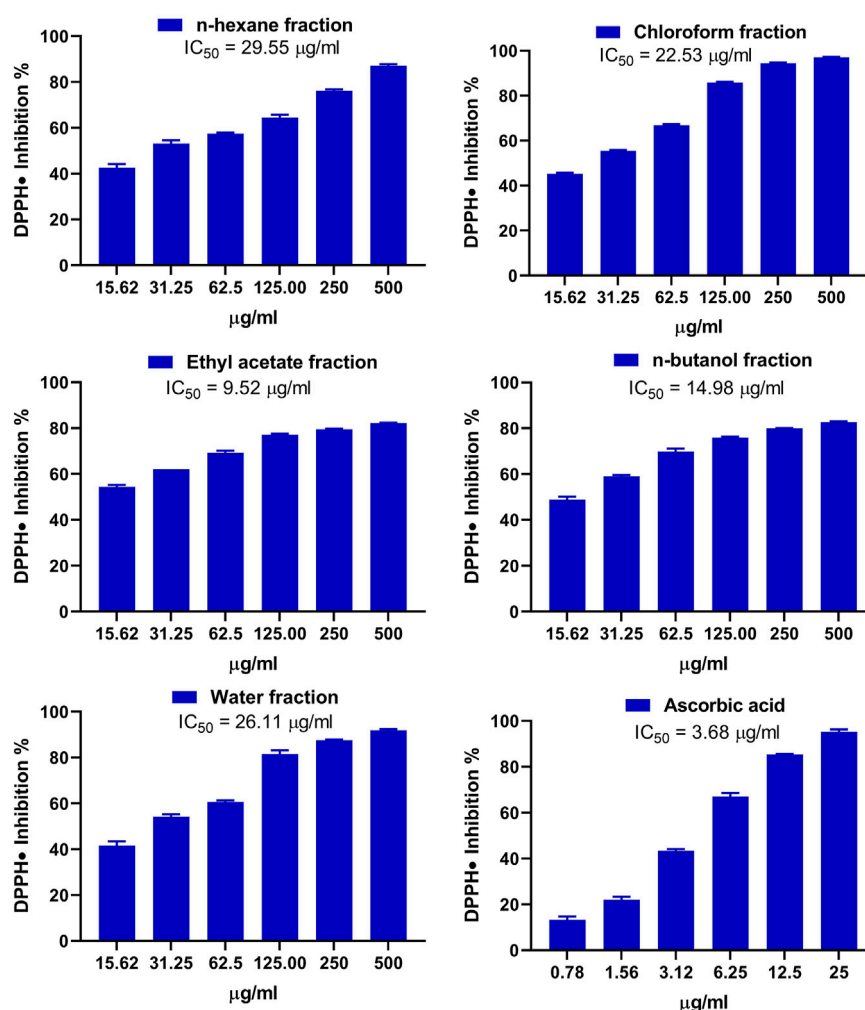 n-hexane fraction
IC50 = 29.55 µg/ml
DPPH● Inhibition %
100
80
60
40
20
0
15.62 31.25 62.5 125.00 250 500
µg/ml
Chloroform fraction
IC50 = 22.53 µg/ml
DPPH● Inhibition %
100
80
60
40
20
0
15.62 31.25 62.5 125.00 250 500
µg/ml
Ethyl acetate fraction
IC50 = 9.52 µg/ml
DPPH● Inhibition %
100
80
60
40
20
0
15.62 31.25 62.5 125.00 250 500
µg/ml
n-butanol fraction
IC50 = 14.98 µg/ml
DPPH● Inhibition %
100
80
60
40
20
0
15.62 31.25 62.5 125.00 250 500
µg/ml
Water fraction
IC50 = 26.11 µg/ml
DPPH● Inhibition %
100
80
60
40
20
0
15.62 31.25 62.5 125.00 250 500
µg/ml
Ascorbic acid
IC50 = 3.68 µg/ml
DPPH● Inhibition %
100
80
60
40
20
0
0.78 1.56 3.12 6.25 12.5 25
µg/ml